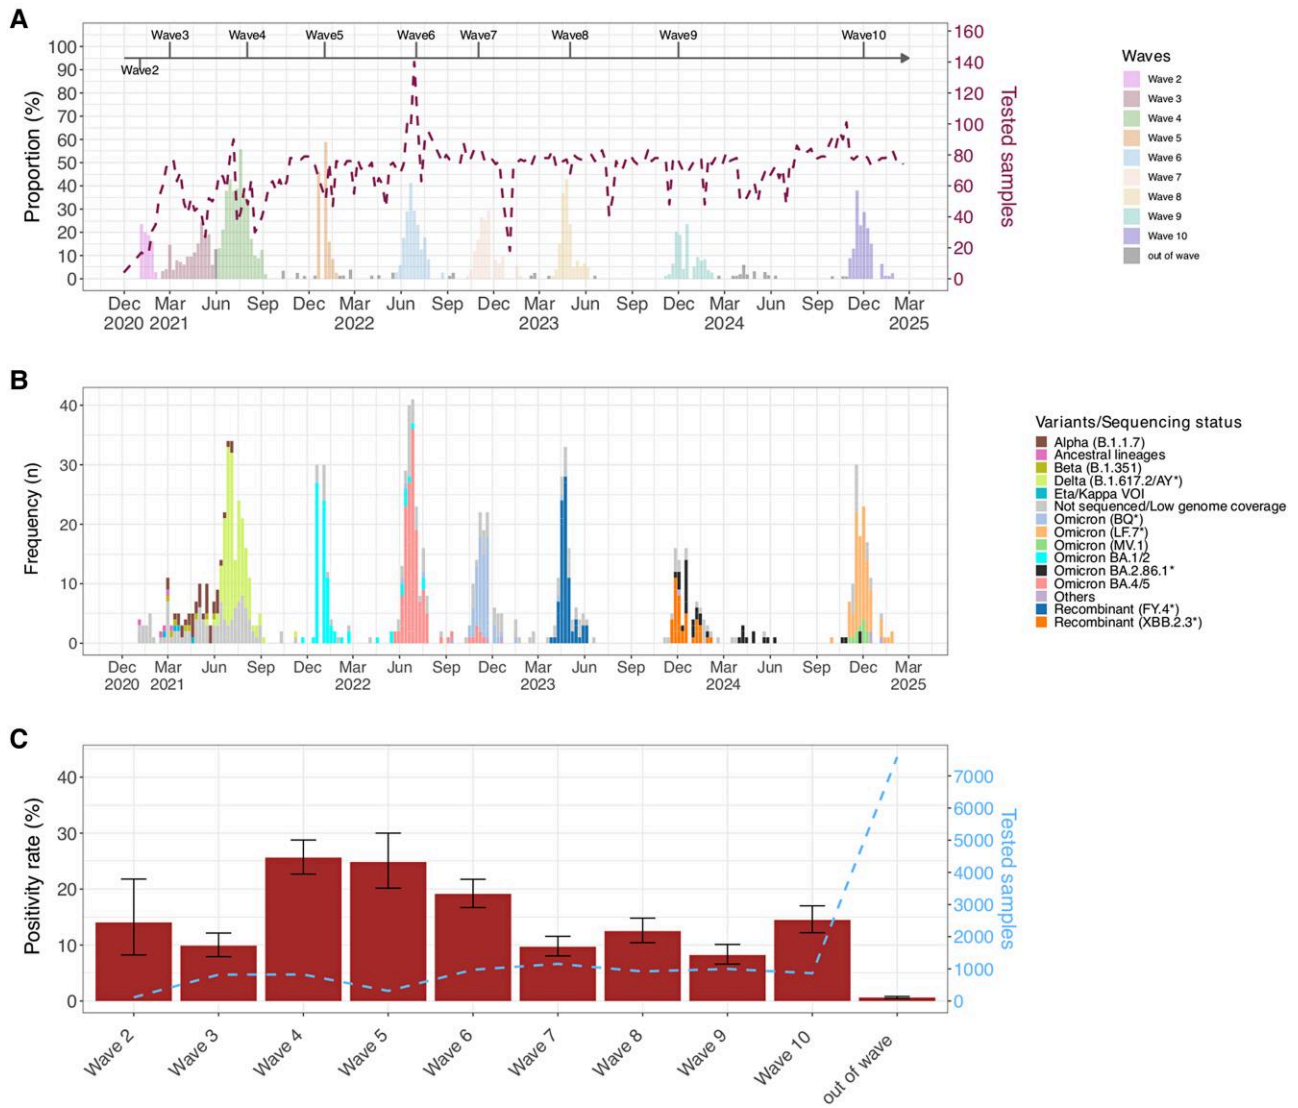 A
Wave3 Wave4 Wave5 Wave6 Wave7 Wave8 Wave9 Wave10
Wave2
Proportion (%)
100
90
80
70
60
50
40
30
20
10
0
160
140
120
100
80
60
40
20
0
Tested samples
Dec Mar Jun Sep Dec Mar Jun Sep Dec Mar Jun Sep Dec Mar Jun Sep Dec Mar
2020 2021 2022 2023 2024 2025
Waves
Wave 2
Wave 3
Wave 4
Wave 5
Wave 6
Wave 7
Wave 8
Wave 9
Wave 10
out of wave
B
Frequency (n)
40
30
20
10
0
Dec Mar Jun Sep Dec Mar Jun Sep Dec Mar Jun Sep Dec Mar Jun Sep Dec Mar
2020 2021 2022 2023 2024 2025
Variants/Sequencing status
Alpha (B.1.1.7)
Ancestral lineages
Beta (B.1.351)
Delta (B.1.617.2/AY*)
Eta/Kappa VOI
Not sequenced/Low genome coverage
Omicron (BQ*)
Omicron (LF.7*)
Omicron (MV.1)
Omicron BA.1/2
Omicron BA.2.86.1*
Omicron BA.4/5
Others
Recombinant (FY.4*)
Recombinant (XBB.2.3*)
C
Positivity rate (%)
40
30
20
10
0
7000
6000
5000
4000
3000
2000
1000
0
Tested samples
Wave 2
Wave 3
Wave 4
Wave 5
Wave 6
Wave 7
Wave 8
Wave 9
Wave 10
out of wave